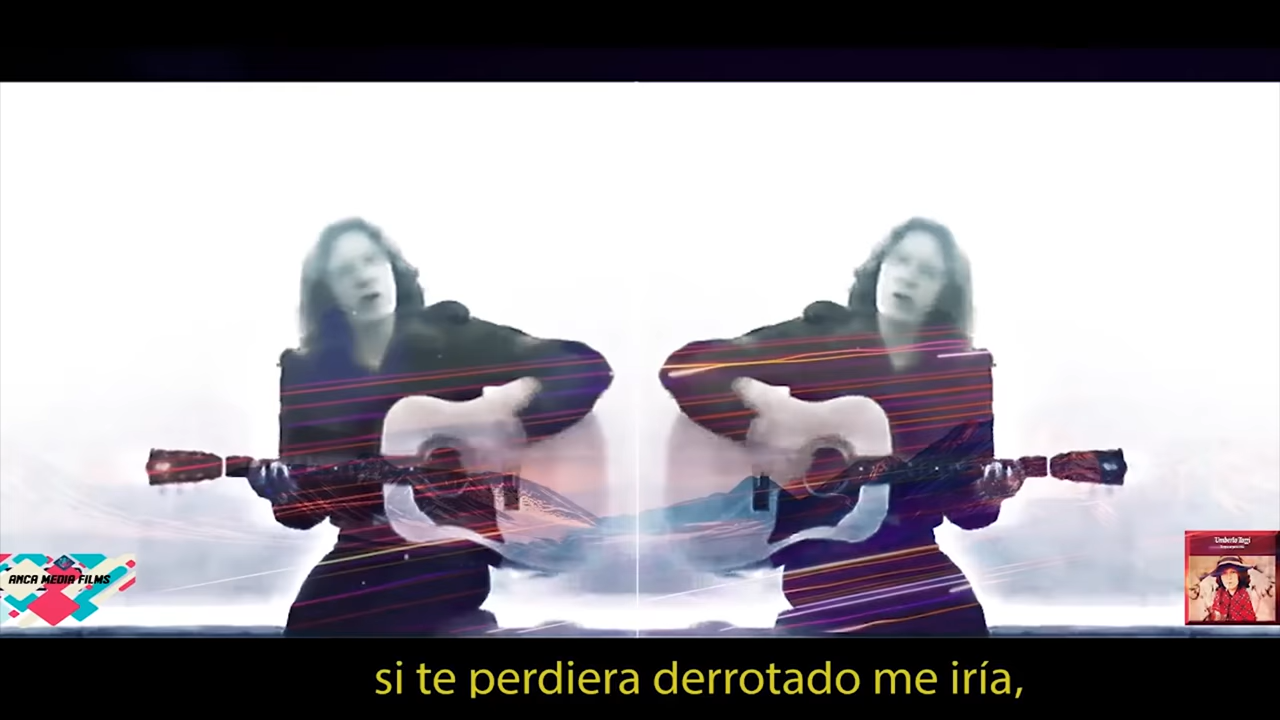 ANCA MEDIA FILMS
Umberto Tozzi
si te perdiera derrotado me iría,